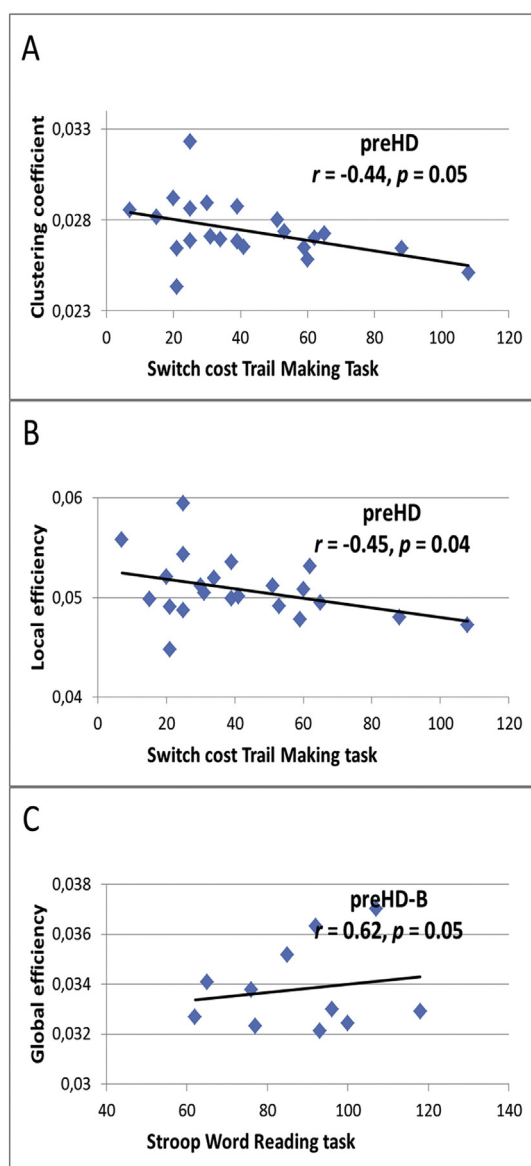 A
0,033
0,028
0,023
Clustering coefficient
preHD
r = -0.44, p = 0.05
0 20 40 60 80 100 120
Switch cost Trail Making Task
B
0,06
0,05
0,04
Local efficiency
preHD
r = -0.45, p = 0.04
0 20 40 60 80 100 120
Switch cost Trail Making task
C
0,038
0,036
0,034
0,032
0,03
Global efficiency
preHD-B
r = 0.62, p = 0.05
40 60 80 100 120 140
Stroop Word Reading task